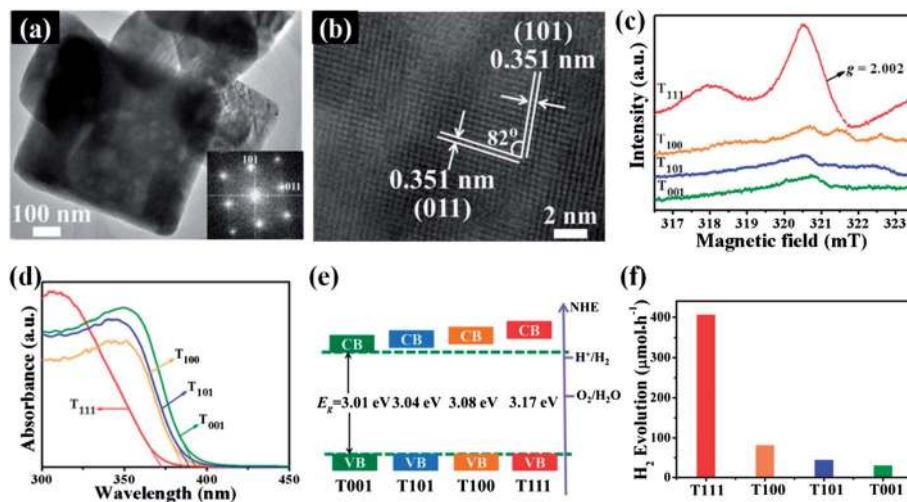 (a)
100 nm
101
011
(b)
(101)
0.351 nm
82°
0.351 nm
(011)
2 nm
(c)
Intensity (a.u.)
g = 2.002
T111
T100
T101
T001
317 318 319 320 321 322 323
Magnetic field (mT)
(d)
Absorbance (a.u.)
T100
T101
T111
T001
300 350 400 450
Wavelength (nm)
(e)
NHE
CB CB CB CB
H⁺/H₂
O₂/H₂O
Eg=3.01 eV 3.04 eV 3.08 eV 3.17 eV
VB VB VB VB
T001 T101 T100 T111
(f)
H₂ Evolution (μmol·h⁻¹)
400
300
200
100
0
T111 T100 T101 T001